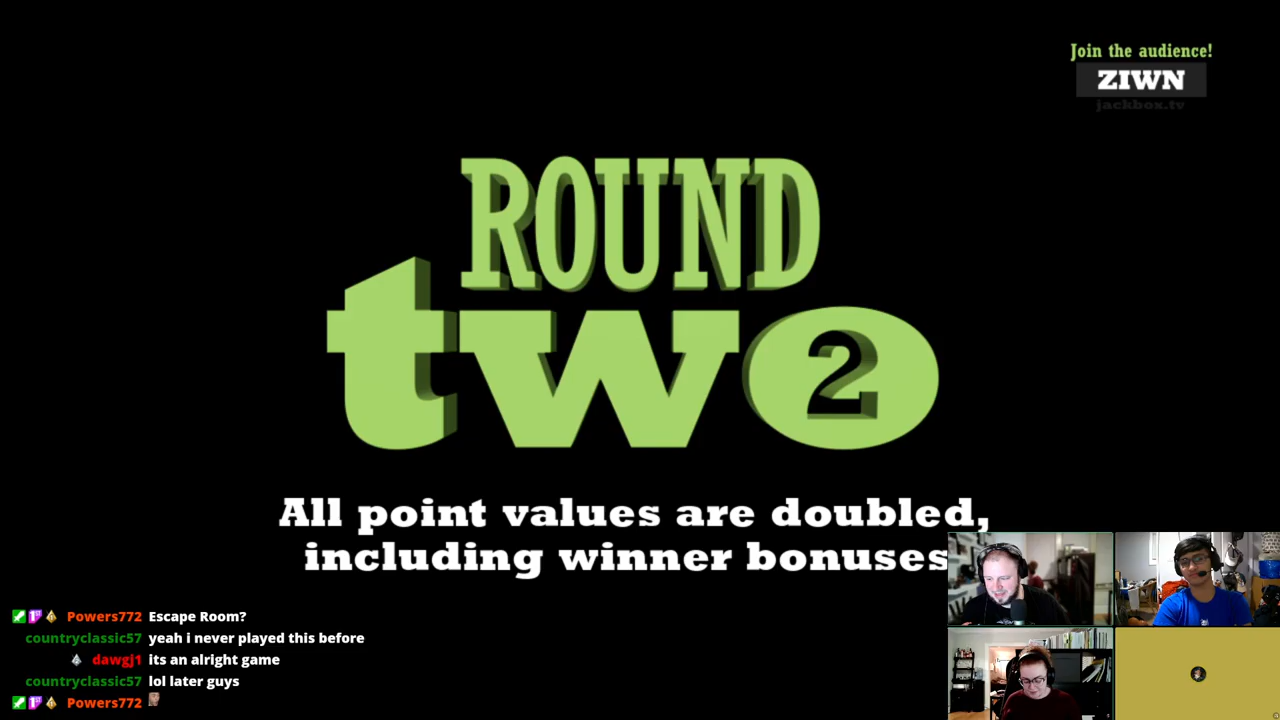 Join the audience!
ZIWN
jackbox.tv
ROUND
two
2
All point values are doubled,
including winner bonuses
Powers772 Escape Room?
countryclassic57 yeah i never played this before
dawgj1 its an alright game
countryclassic57 lol later guys
Powers772